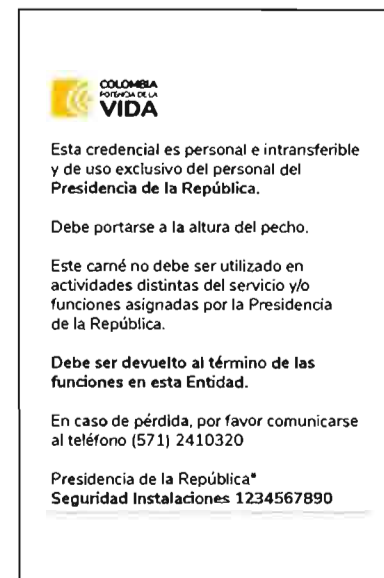 COLOMBIA
POTENCIA DE LA
VIDA
Esta credencial es personal e intransferible
y de uso exclusivo del personal del
Presidencia de la República.
Debe portarse a la altura del pecho.
Este carné no debe ser utilizado en
actividades distintas del servicio y/o
funciones asignadas por la Presidencia
de la República.
Debe ser devuelto al término de las
funciones en esta Entidad.
En caso de pérdida, por favor comunicarse
al teléfono (571) 2410320
Presidencia de la República*
Seguridad Instalaciones 1234567890